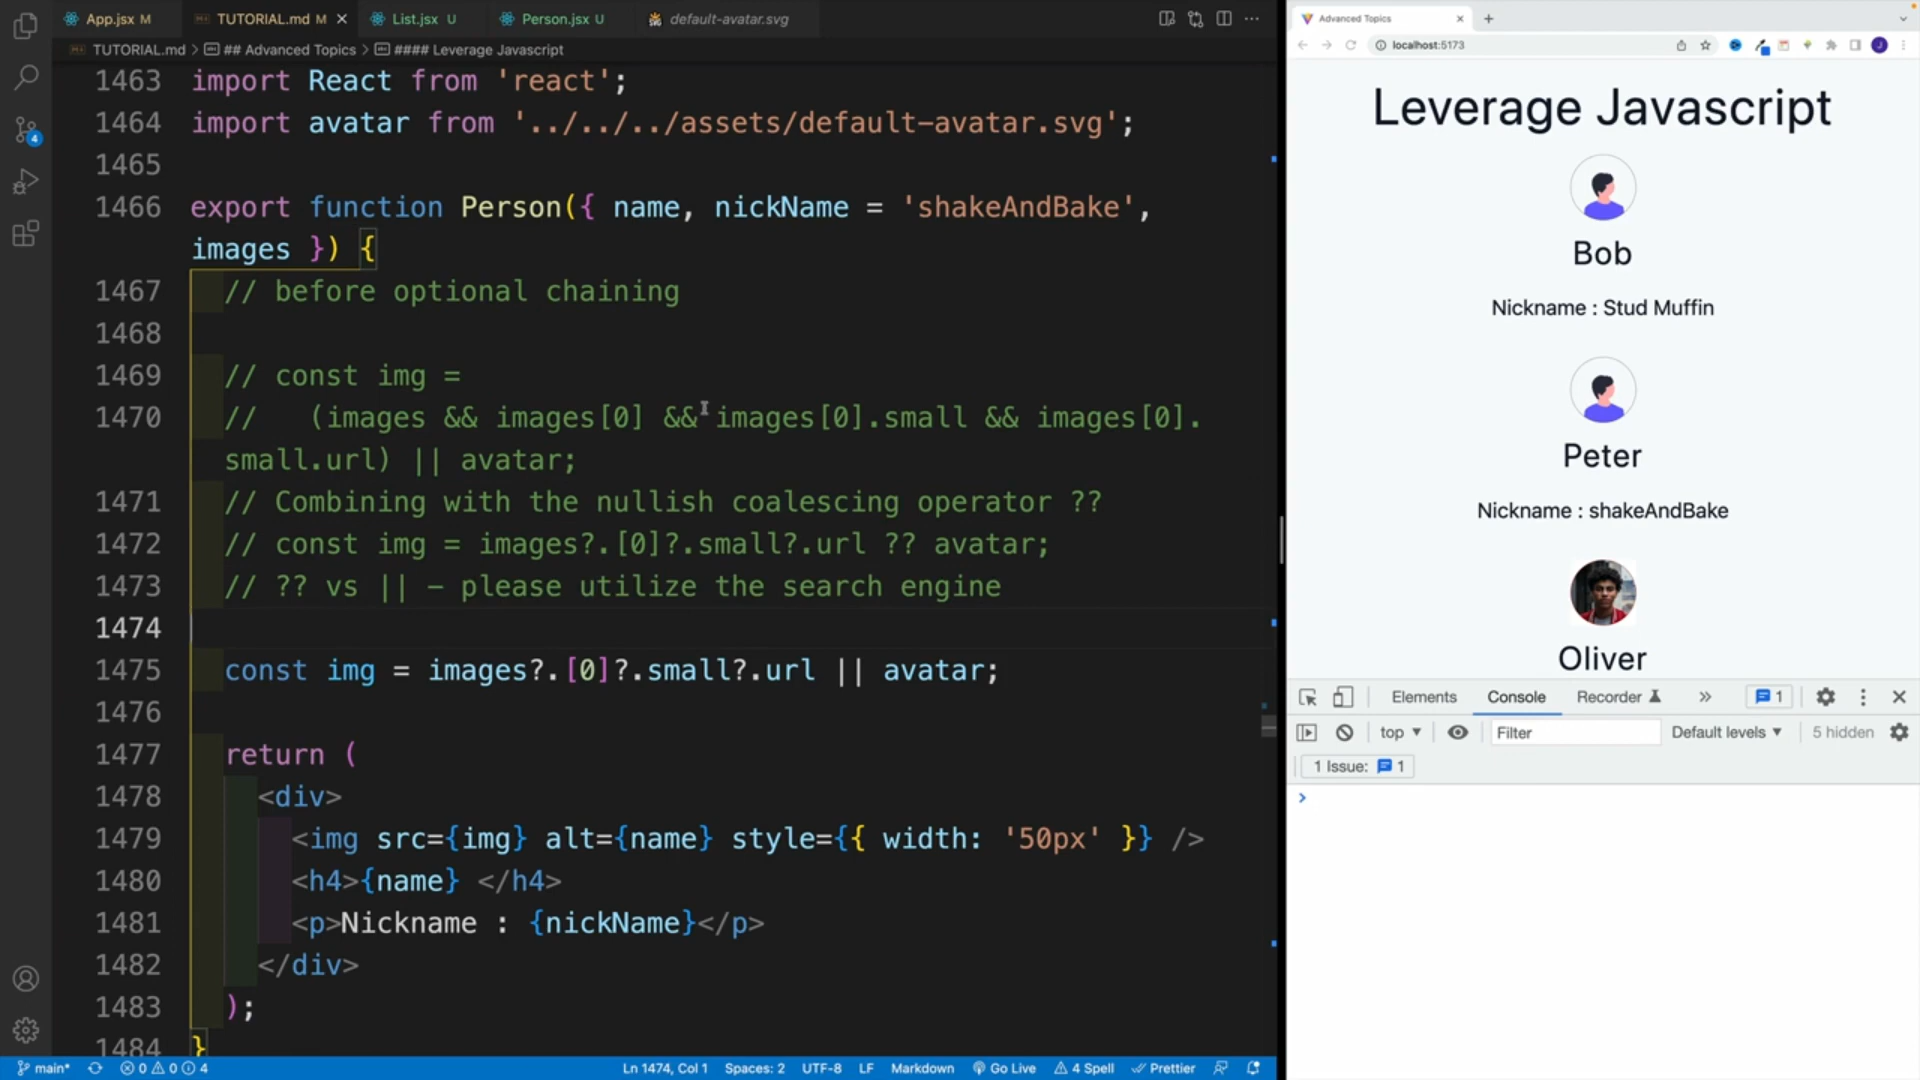 App.jsx M
TUTORIAL.md M
List.jsx U
Person.jsx U
default-avatar.svg
TUTORIAL.md > ## Advanced Topics > #### Leverage Javascript
1463 import React from 'react';
1464 import avatar from '../../../assets/default-avatar.svg';
1465
1466 export function Person({ name, nickName = 'shakeAndBake',
images }) {
1467 // before optional chaining
1468
1469 // const img =
1470 //   (images && images[0] && images[0].small && images[0].
small.url) || avatar;
1471 // Combining with the nullish coalescing operator ??
1472 // const img = images?.[0]?.small?.url ?? avatar;
1473 // ?? vs || - please utilize the search engine
1474
1475 const img = images?.[0]?.small?.url || avatar;
1476
1477 return (
1478 <div>
1479 <img src={img} alt={name} style={{ width: '50px' }} />
1480 <h4>{name} </h4>
1481 <p>Nickname : {nickName}</p>
1482 </div>
1483 );
1484 }
4
main*
0 0 4
Ln 1474, Col 1
Spaces: 2
UTF-8
LF
Markdown
Go Live
4 Spell
Prettier
Advanced Topics
localhost:5173
J
Leverage Javascript
Bob
Nickname : Stud Muffin
Peter
Nickname : shakeAndBake
Oliver
Elements
Console
Recorder
1
top
Filter
Default levels
5 hidden
1 Issue: 1